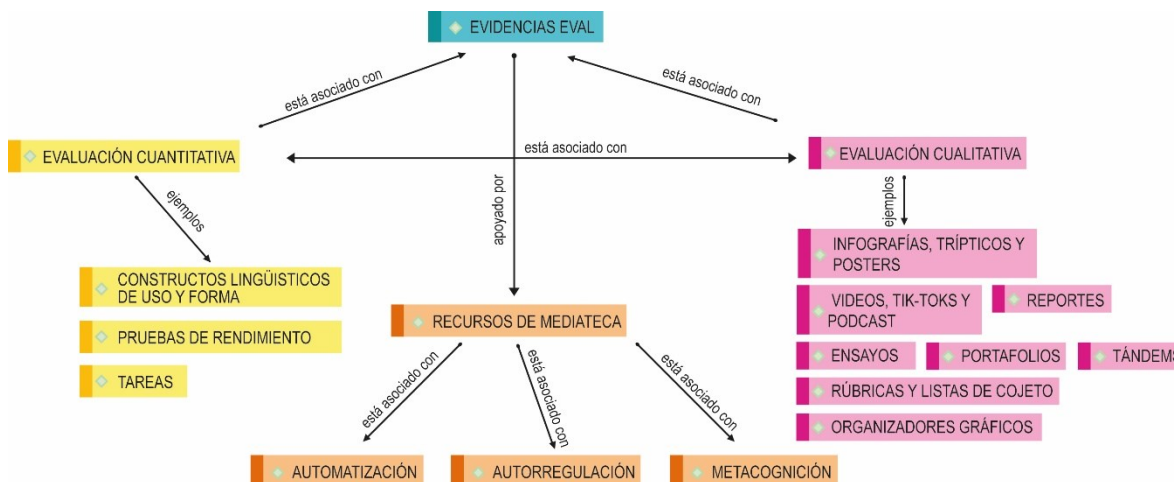 EVIDENCIAS EVAL
está asociado con
está asociado con
EVALUACIÓN CUANTITATIVA
está asociado con
EVALUACIÓN CUALITATIVA
ejemplos
apoyado por
ejemplos
CONSTRUCTOS LINGÜISTICOS
DE USO Y FORMA
PRUEBAS DE RENDIMIENTO
TAREAS
INFOGRAFÍAS, TRÍPTICOS Y
POSTERS
VIDEOS, TIK-TOKS Y
PODCAST
REPORTES
ENSAYOS
PORTAFOLIOS
TÁNDEMS
RÚBRICAS Y LISTAS DE COJETO
ORGANIZADORES GRÁFICOS
RECURSOS DE MEDIATECA
está asociado con
está asociado con
está asociado con
AUTOMATIZACIÓN
AUTORREGULACIÓN
METACOGNICIÓN